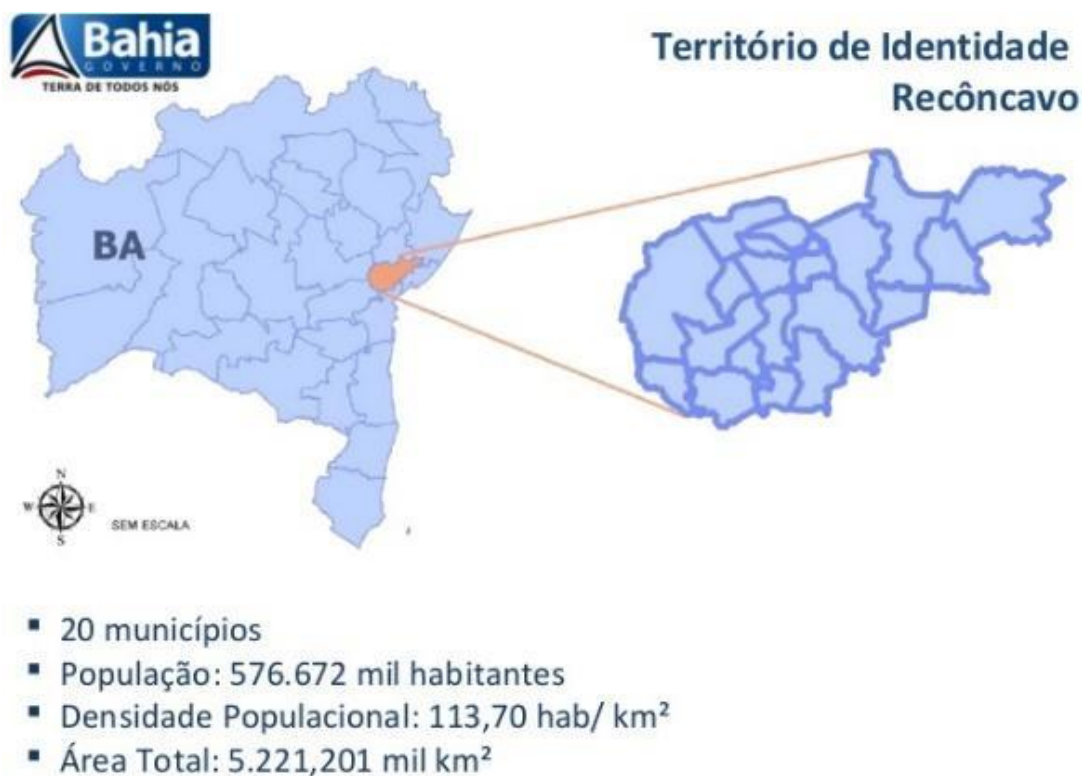 Bahia
GOVERNO
TERRA DE TODOS NÓS
Território de Identidade
Recôncavo
BA
N
W E
S
SEM ESCALA
▪ 20 municípios
▪ População: 576.672 mil habitantes
▪ Densidade Populacional: 113,70 hab/ km²
▪ Área Total: 5.221,201 mil km²